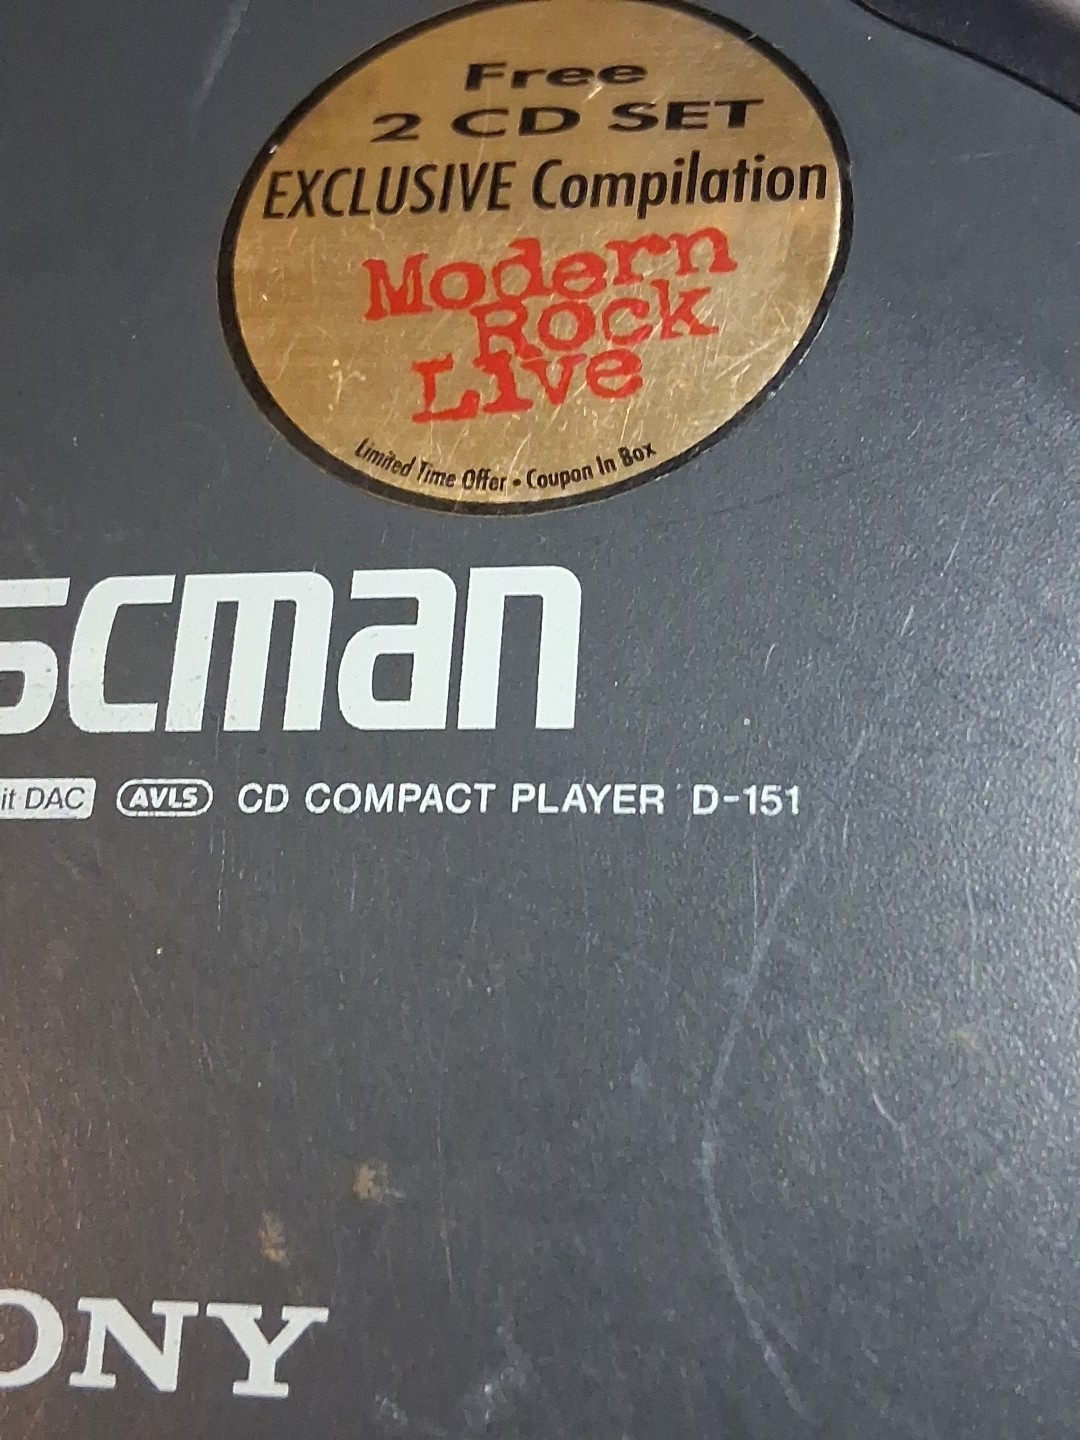 Free
2 CD SET
EXCLUSIVE Compilation
Modern
Rock
Live
Limited Time Offer • Coupon In Box
scman
it DAC AVLS CD COMPACT PLAYER D-151
ONY